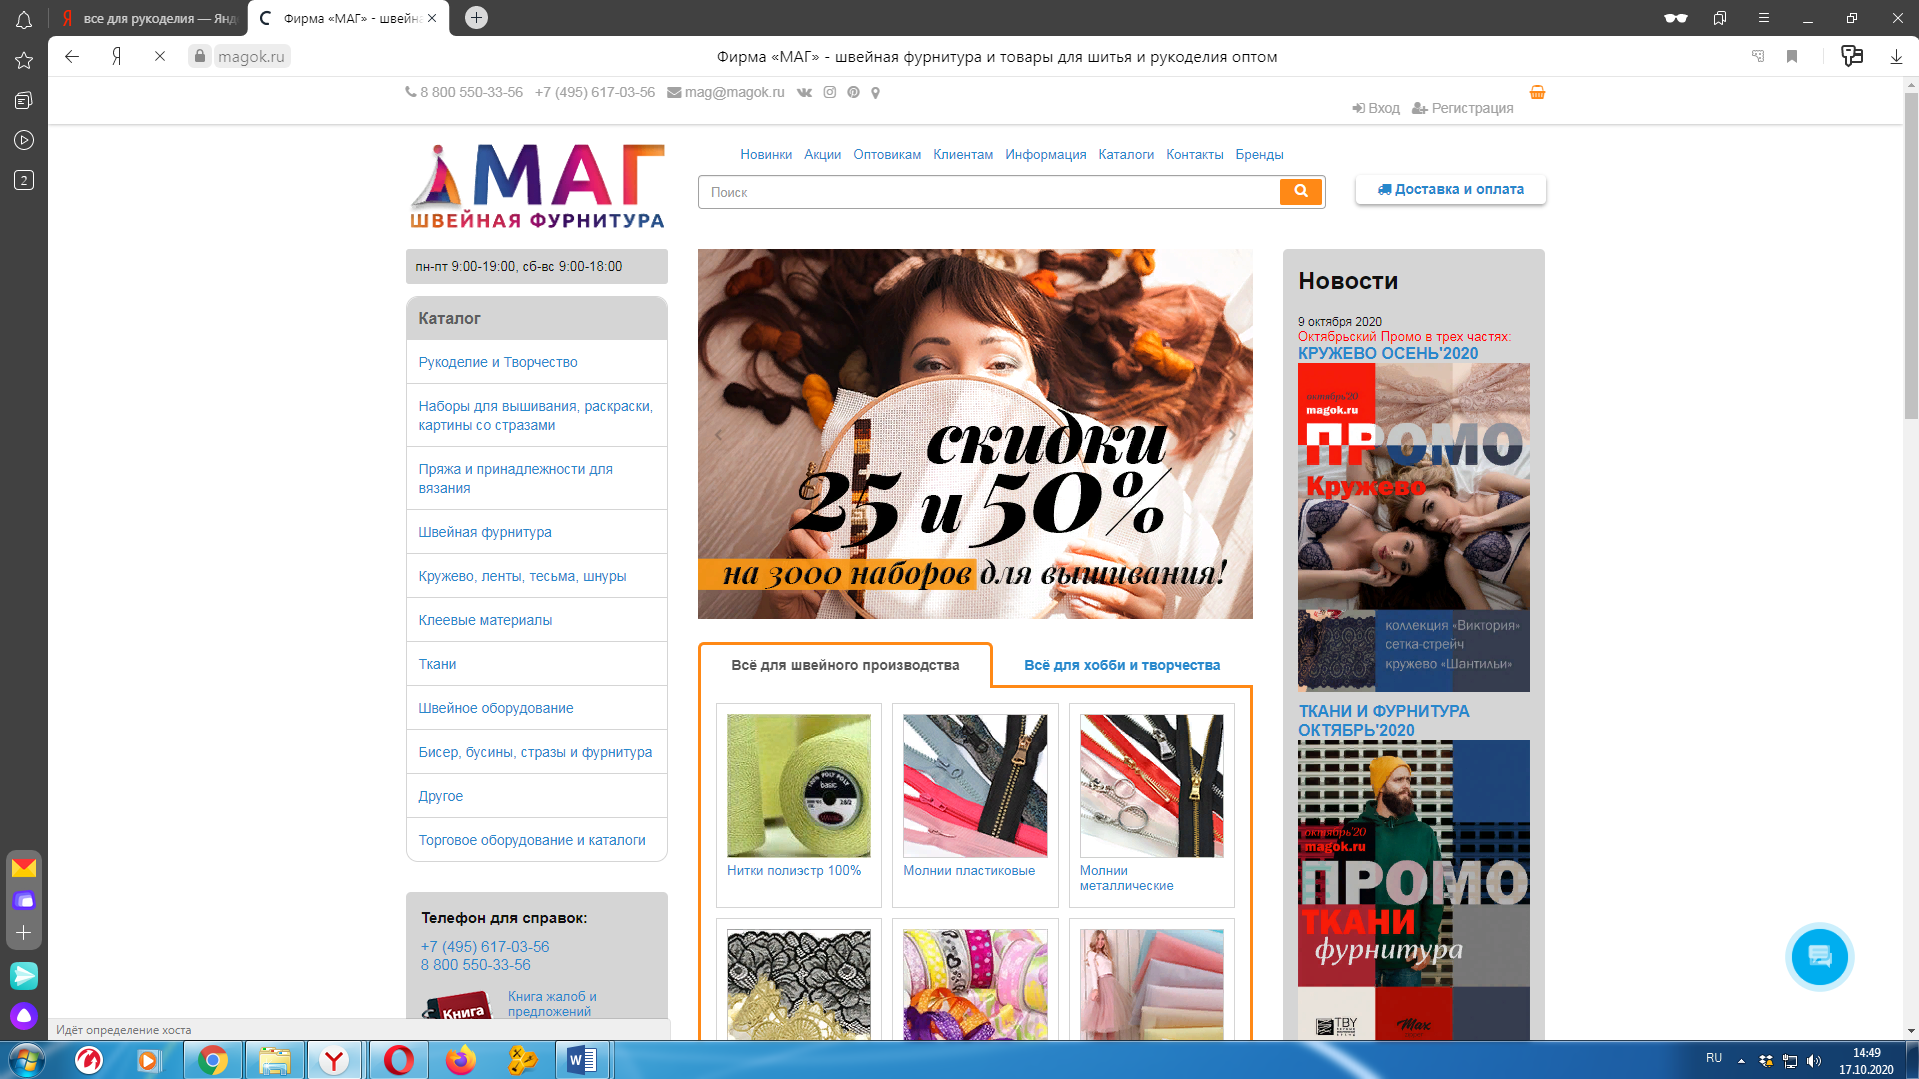 все для рукоделия — Янд
Фирма «МАГ» - швейна
magok.ru
Фирма «МАГ» - швейная фурнитура и товары для шитья и рукоделия оптом
2
8 800 550-33-56 +7 (495) 617-03-56 mag@magok.ru
Вход Регистрация
МАГ
ШВЕЙНАЯ ФУРНИТУРА
Новинки Акции Оптовикам Клиентам Информация Каталоги Контакты Бренды
Поиск
Доставка и оплата
пн-пт 9:00-19:00, сб-вс 9:00-18:00
Каталог
Рукоделие и Творчество
Наборы для вышивания, раскраски,
картины со стразами
Пряжа и принадлежности для
вязания
Швейная фурнитура
Кружево, ленты, тесьма, шнуры
Клеевые материалы
Ткани
Швейное оборудование
Бисер, бусины, стразы и фурнитура
Другое
Торговое оборудование и каталоги
Телефон для справок:
+7 (495) 617-03-56
8 800 550-33-56
Книга
Книга жалоб и
предложений
скидки
25 и 50%
на 3000 наборов для вышивания!
Всё для швейного производства
Всё для хобби и творчества
basic
Нитки полиэстр 100%
Молнии пластиковые
Молнии
металлические
Новости
9 октября 2020
Октябрьский Промо в трех частях:
КРУЖЕВО ОСЕНЬ'2020
октябрь'20
magok.ru
ПРОМО
Кружево
коллекция «Виктория»
сетка-стрейч
кружево «Шантильи»
ТКАНИ И ФУРНИТУРА
ОКТЯБРЬ'2020
октябрь'20
magok.ru
ПРОМО
ТКАНИ
фурнитура
TBY
Max
Идёт определение хоста
RU
14:49
17.10.2020